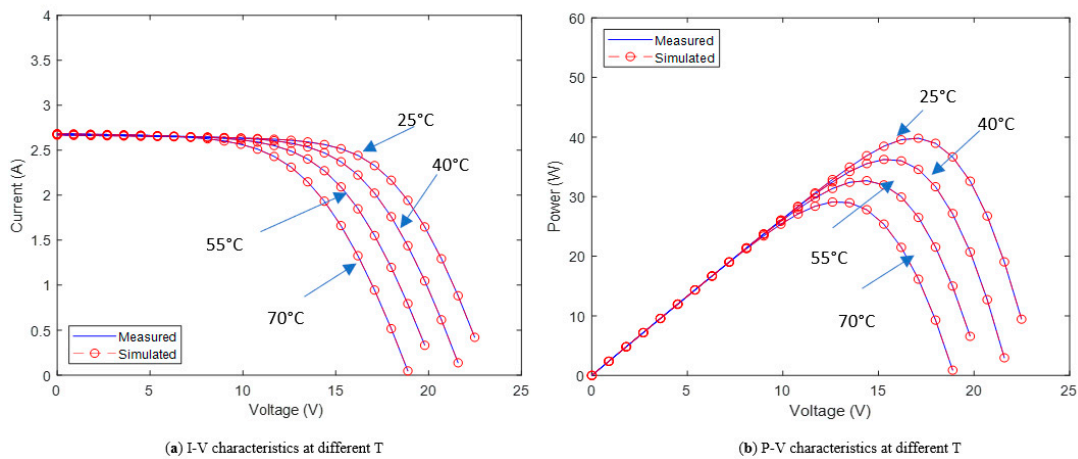 4
3.5
3
2.5
2
1.5
1
0.5
0
Current (A)
25°C
40°C
55°C
70°C
Measured
Simulated
0
5
10
15
20
25
Voltage (V)
(a) I-V characteristics at different T
60
50
40
30
20
10
0
Power (W)
Measured
Simulated
25°C
40°C
55°C
70°C
0
5
10
15
20
25
Voltage (V)
(b) P-V characteristics at different T